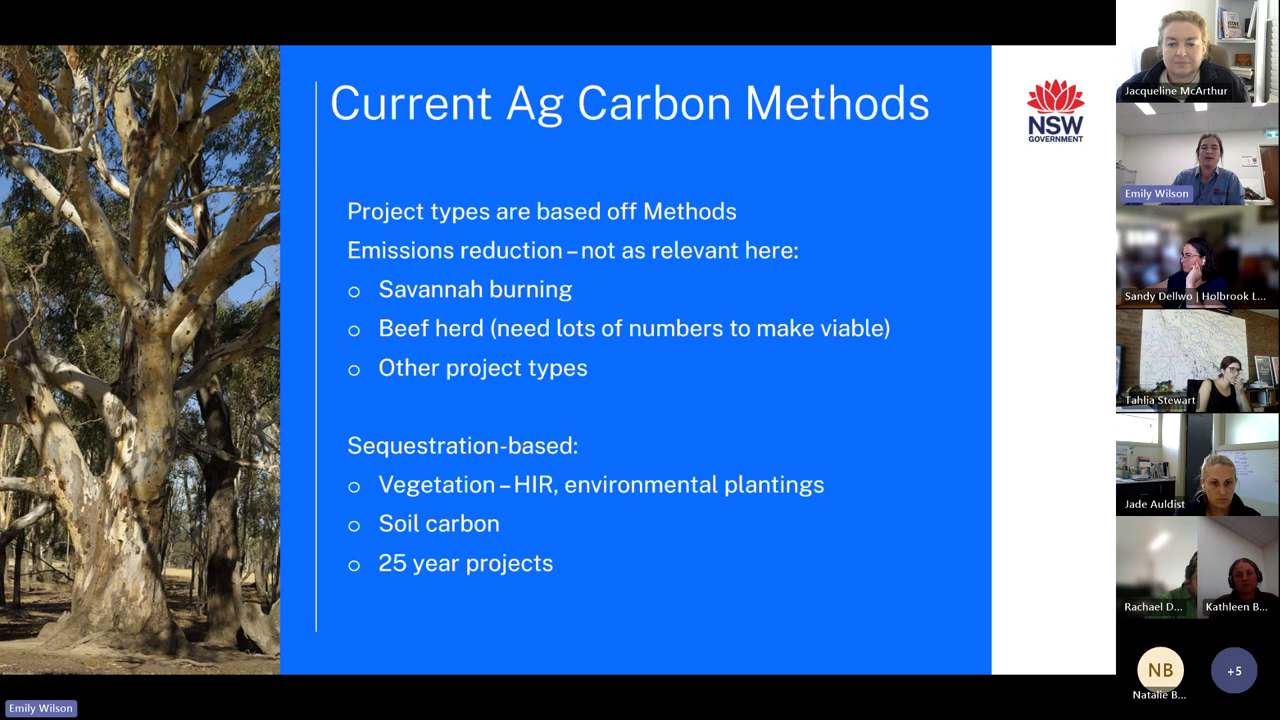 Current Ag Carbon Methods
NSW
GOVERNMENT
Project types are based off Methods
Emissions reduction – not as relevant here:
o Savannah burning
o Beef herd (need lots of numbers to make viable)
o Other project types
Sequestration-based:
o Vegetation – HIR, environmental plantings
o Soil carbon
o 25 year projects
Jacqueline McArthur
Emily Wilson
Sandy Dellwo | Holbrook L...
Tahlia Stewart
Jade Auldist
Rachael D...
Kathleen B...
NB
Natalie B...
+5
Emily Wilson